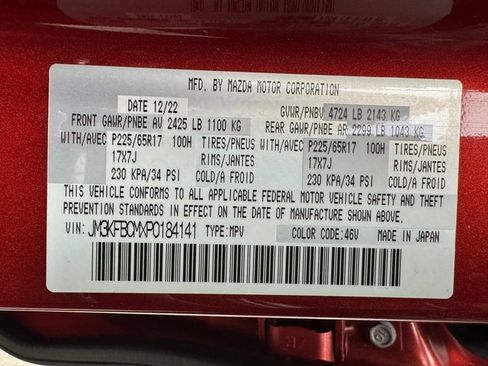 MFD. BY MAZDA MOTOR CORPORATION
DATE 12/22 GVWR/PNBV 4724 LB 2143 KG
FRONT GAWR/PNBE AV 2425 LB 1100 KG REAR GAWR/PNBE AR 2299 LB 1043 KG
WITH/AVEC P225/65R17 100H TIRES/PNEUS WITH/AVEC P225/65R17 100H TIRES/PNEUS
17X7J RIMS/JANTES 17X7J RIMS/JANTES
230 KPA/34 PSI COLD/A FROID 230 KPA/34 PSI COLD/A FROID
THIS VEHICLE CONFORMS TO ALL APPLICABLE FEDERAL MOTOR VEHICLE SAFETY AND THEFT
PREVENTION STANDARDS IN EFFECT ON THE DATE OF MANUFACTURE SHOWN ABOVE.
VIN: JM3KFBCMXP0184141 TYPE: MPV COLOR CODE: 46V MADE IN JAPAN